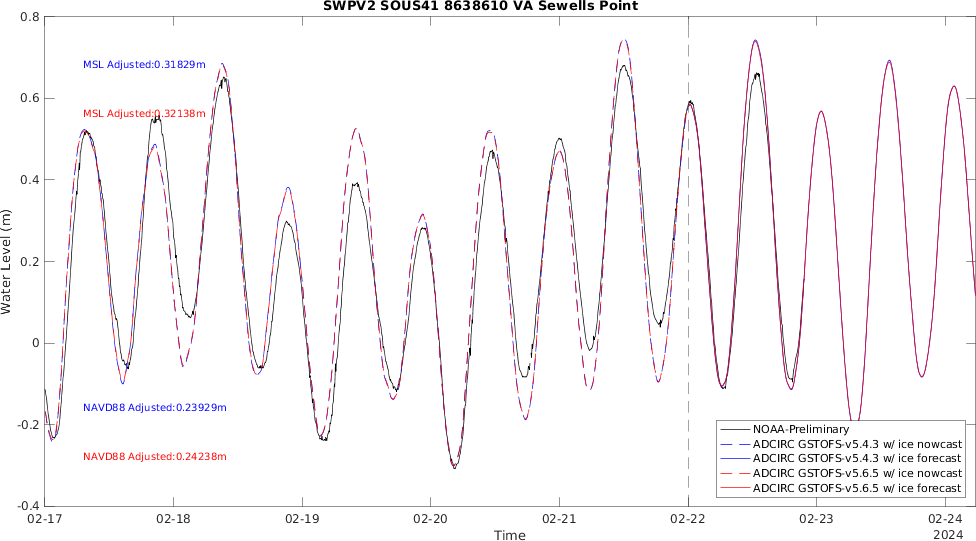 SWPV2 SOUS41 8638610 VA Sewells Point
0.8
0.6
0.4
0.2
0
-0.2
-0.4
Water Level (m)
MSL Adjusted:0.31829m
MSL Adjusted:0.32138m
NAVD88 Adjusted:0.23929m
NAVD88 Adjusted:0.24238m
NOAA-Preliminary
ADCIRC GSTOFS-v5.4.3 w/ ice nowcast
ADCIRC GSTOFS-v5.4.3 w/ ice forecast
ADCIRC GSTOFS-v5.6.5 w/ ice nowcast
ADCIRC GSTOFS-v5.6.5 w/ ice forecast
02-17 02-18 02-19 02-20 02-21 02-22 02-23 02-24
Time
2024